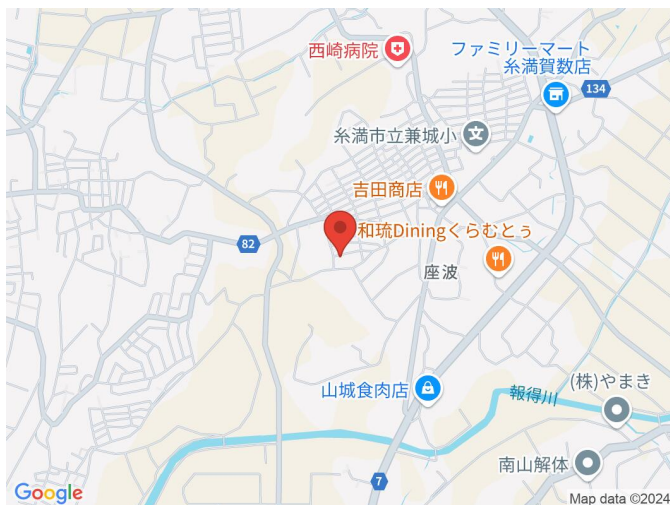 西崎病院
ファミリーマート
糸満賀数店
134
糸満市立兼城小
吉田商店
和琉Diningくらむとぅ
82
座波
山城食肉店
(株)やまき
報得川
南山解体
7
Google
Map data ©2024